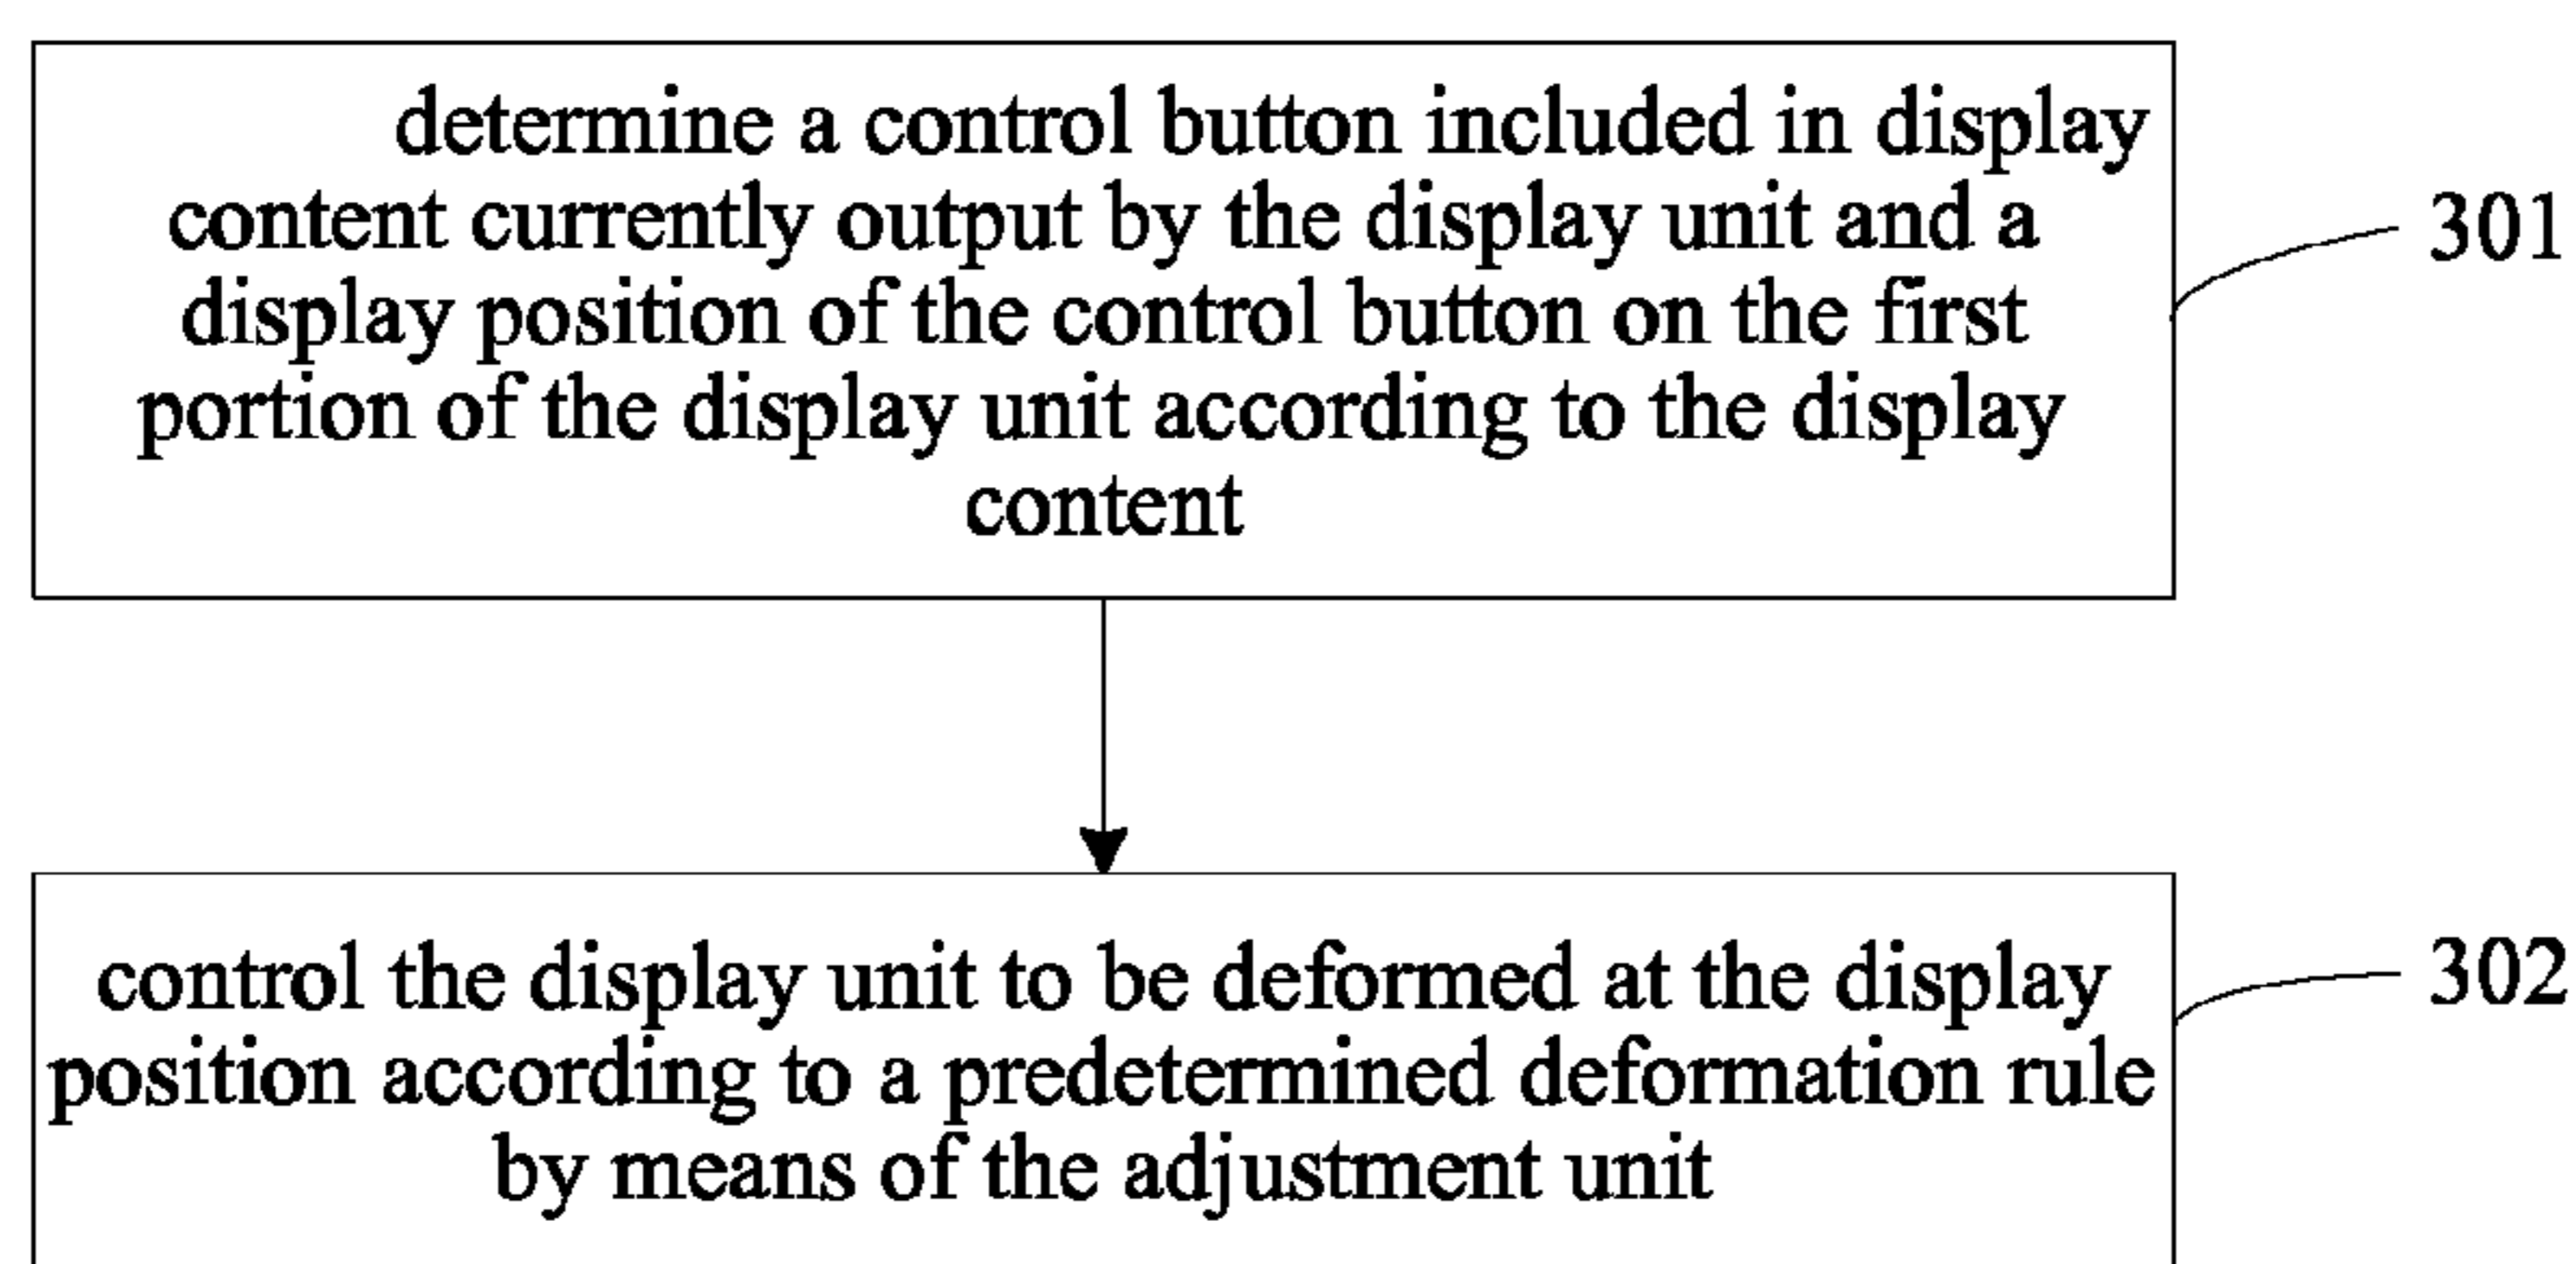 determine a control button included in display
content currently output by the display unit and a
display position of the control button on the first
portion of the display unit according to the display
content
301
control the display unit to be deformed at the display
position according to a predetermined deformation rule
by means of the adjustment unit
302